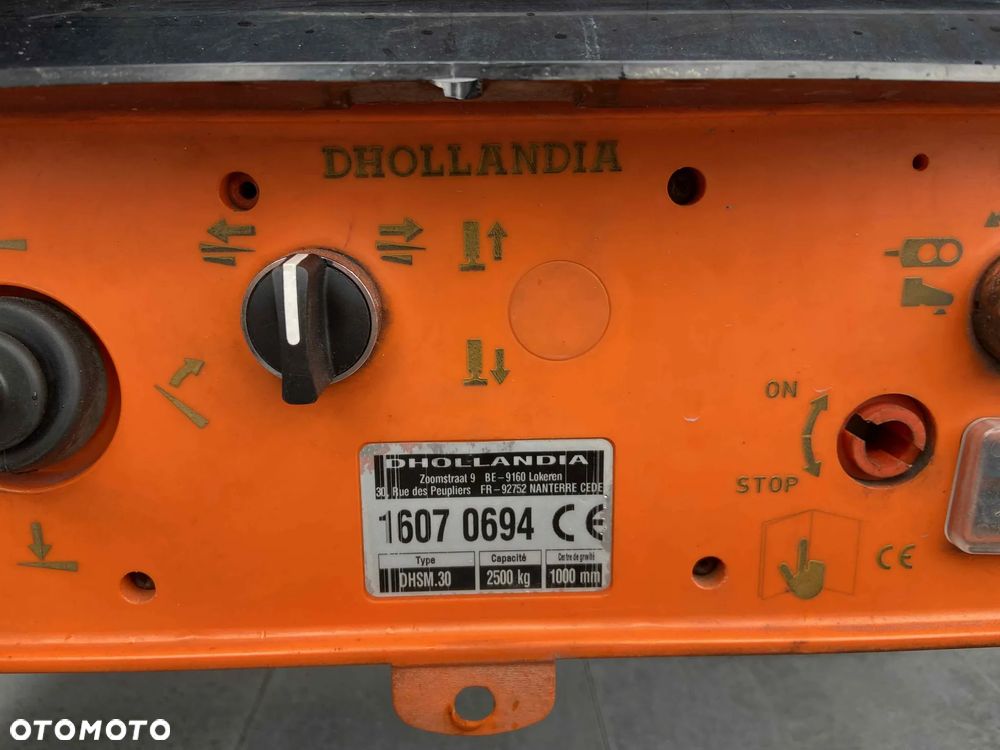 DHOLLANDIA
ON
STOP
CE
DHOLLANDIA
Zoomstraal 9 BE-9160 Lokeren
30, Rue des Peupliers FR-92752 NANTERRE CEDE
1607 0694 CE
Type Capacité Centre de gravité
DHSM.30 2500 kg 1000 mm
OTOMOTO